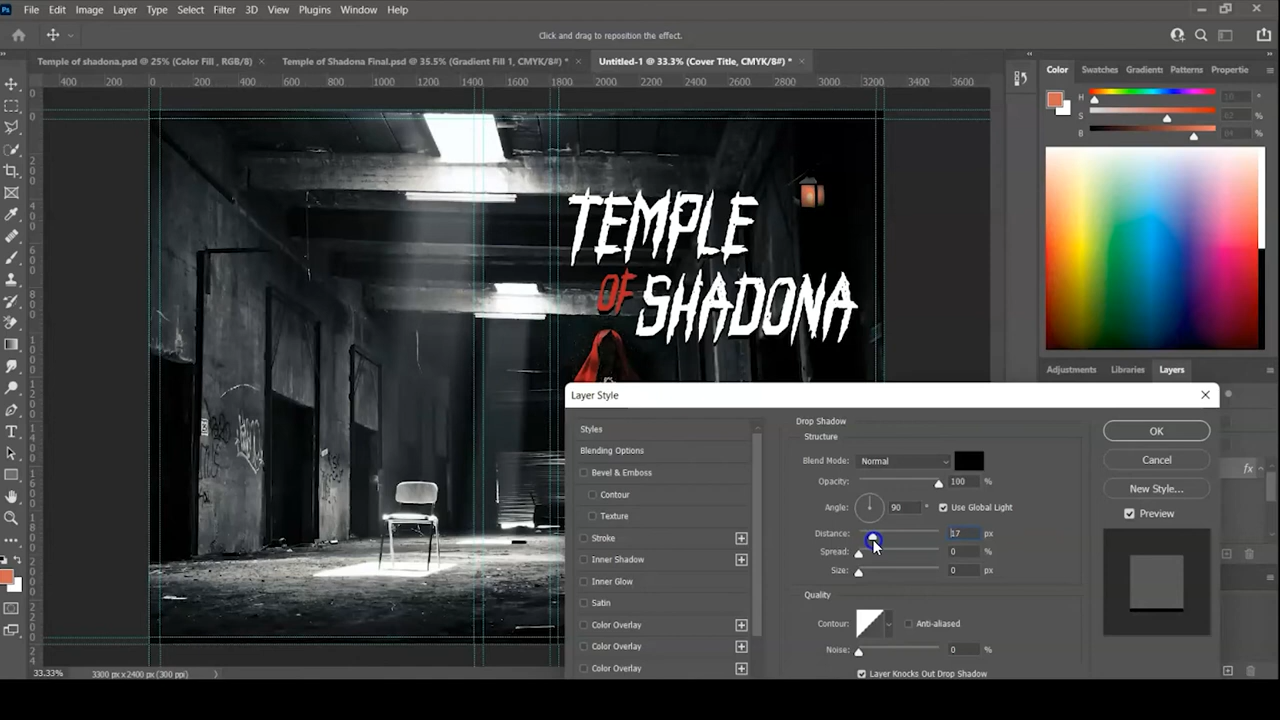 Ps File Edit Image Layer Type Select Filter 3D View Plugins Window Help
Click and drag to reposition the effect.
Temple of shadona.psd @ 25% (Color Fill , RGB/8) × Temple of Shadona Final.psd @ 35.5% (Gradient Fill 1, CMYK/8#) * × Untitled-1 @ 33.3% (Cover Title, CMYK/8#) * ×
400 200 0 200 400 600 800 1000 1200 1400 1600 1800 2000 2200 2400 2600 2800 3000 3200 3400 3600
Color Swatches Gradients Patterns Propertie
H
S %
B %
TEMPLE
OF SHADONA
Adjustments Libraries Layers
Layer Style
Styles
Blending Options
Bevel & Emboss
Contour
Texture
Stroke
Inner Shadow
Inner Glow
Satin
Color Overlay
Color Overlay
Color Overlay
Drop Shadow
Structure
Blend Mode: Normal
Opacity: 100 %
Angle: 90 ° Use Global Light
Distance: 17 px
Spread: 0 %
Size: 0 px
Quality
Contour: Anti-aliased
Noise: 0 %
Layer Knocks Out Drop Shadow
OK
Cancel
New Style...
Preview
fx
33.33% 3300 px x 2400 px (300 ppi)